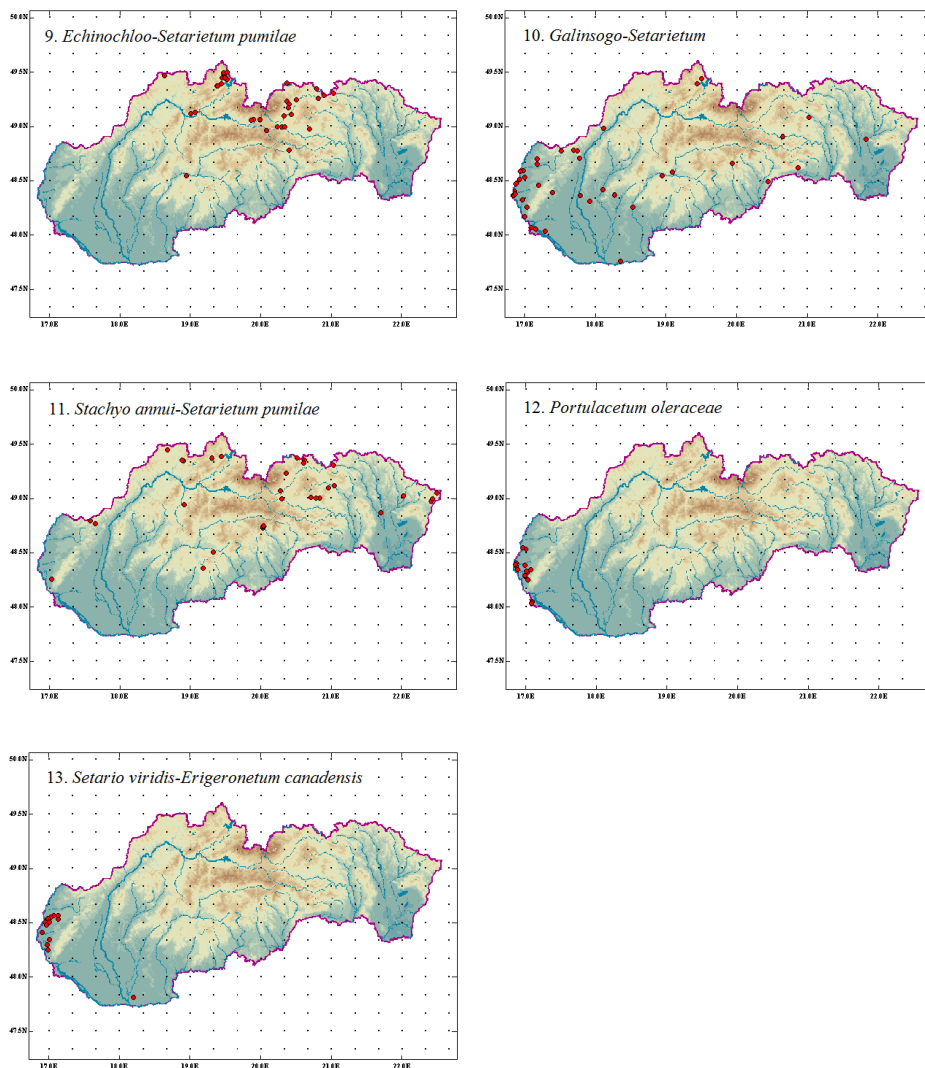 9. Echinochloo-Setarietum pumilae
50.0N
49.5N
49.0N
48.5N
48.0N
47.5N
17.0E 18.0E 19.0E 20.0E 21.0E 22.0E
10. Galinsogo-Setarietum
50.0N
49.5N
49.0N
48.5N
48.0N
47.5N
17.0E 18.0E 19.0E 20.0E 21.0E 22.0E
11. Stachyo annui-Setarietum pumilae
50.0N
49.5N
49.0N
48.5N
48.0N
47.5N
17.0E 18.0E 19.0E 20.0E 21.0E 22.0E
12. Portulacetum oleraceae
50.0N
49.5N
49.0N
48.5N
48.0N
47.5N
17.0E 18.0E 19.0E 20.0E 21.0E 22.0E
13. Setario viridis-Erigeronetum canadensis
50.0N
49.5N
49.0N
48.5N
48.0N
47.5N
17.0E 18.0E 19.0E 20.0E 21.0E 22.0E